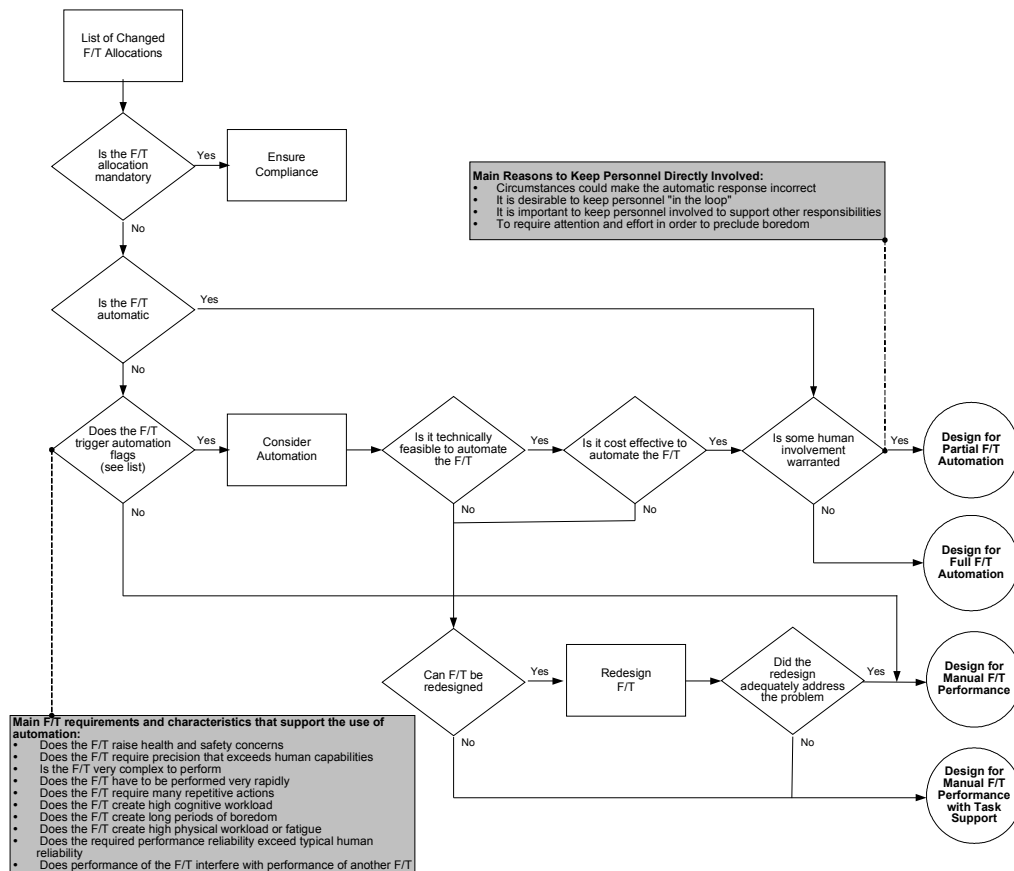 List of Changed
F/T Allocations
Is the F/T
allocation
mandatory
Yes
Ensure
Compliance
No
Main Reasons to Keep Personnel Directly Involved:
• Circumstances could make the automatic response incorrect
• It is desirable to keep personnel "in the loop"
• It is important to keep personnel involved to support other responsibilities
• To require attention and effort in order to preclude boredom
Is the F/T
automatic
Yes
No
Does the F/T
trigger automation
flags
(see list)
Yes
Consider
Automation
Is it technically
feasible to automate
the F/T
Yes
Is it cost effective to
automate the F/T
Yes
Is some human
involvement
warranted
Yes
Design for
Partial F/T
Automation
No
No
No
No
Design for
Full F/T
Automation
Can F/T be
redesigned
Yes
Redesign
F/T
Did the
redesign
adequately address
the problem
Yes
Design for
Manual F/T
Performance
No
No
Design for
Manual F/T
Performance
with Task
Support
Main F/T requirements and characteristics that support the use of
automation:
• Does the F/T raise health and safety concerns
• Does the F/T require precision that exceeds human capabilities
• Is the F/T very complex to perform
• Does the F/T have to be performed very rapidly
• Does the F/T require many repetitive actions
• Does the F/T create high cognitive workload
• Does the F/T create long periods of boredom
• Does the F/T create high physical workload or fatigue
• Does the required performance reliability exceed typical human
reliability
• Does performance of the F/T interfere with performance of another F/T